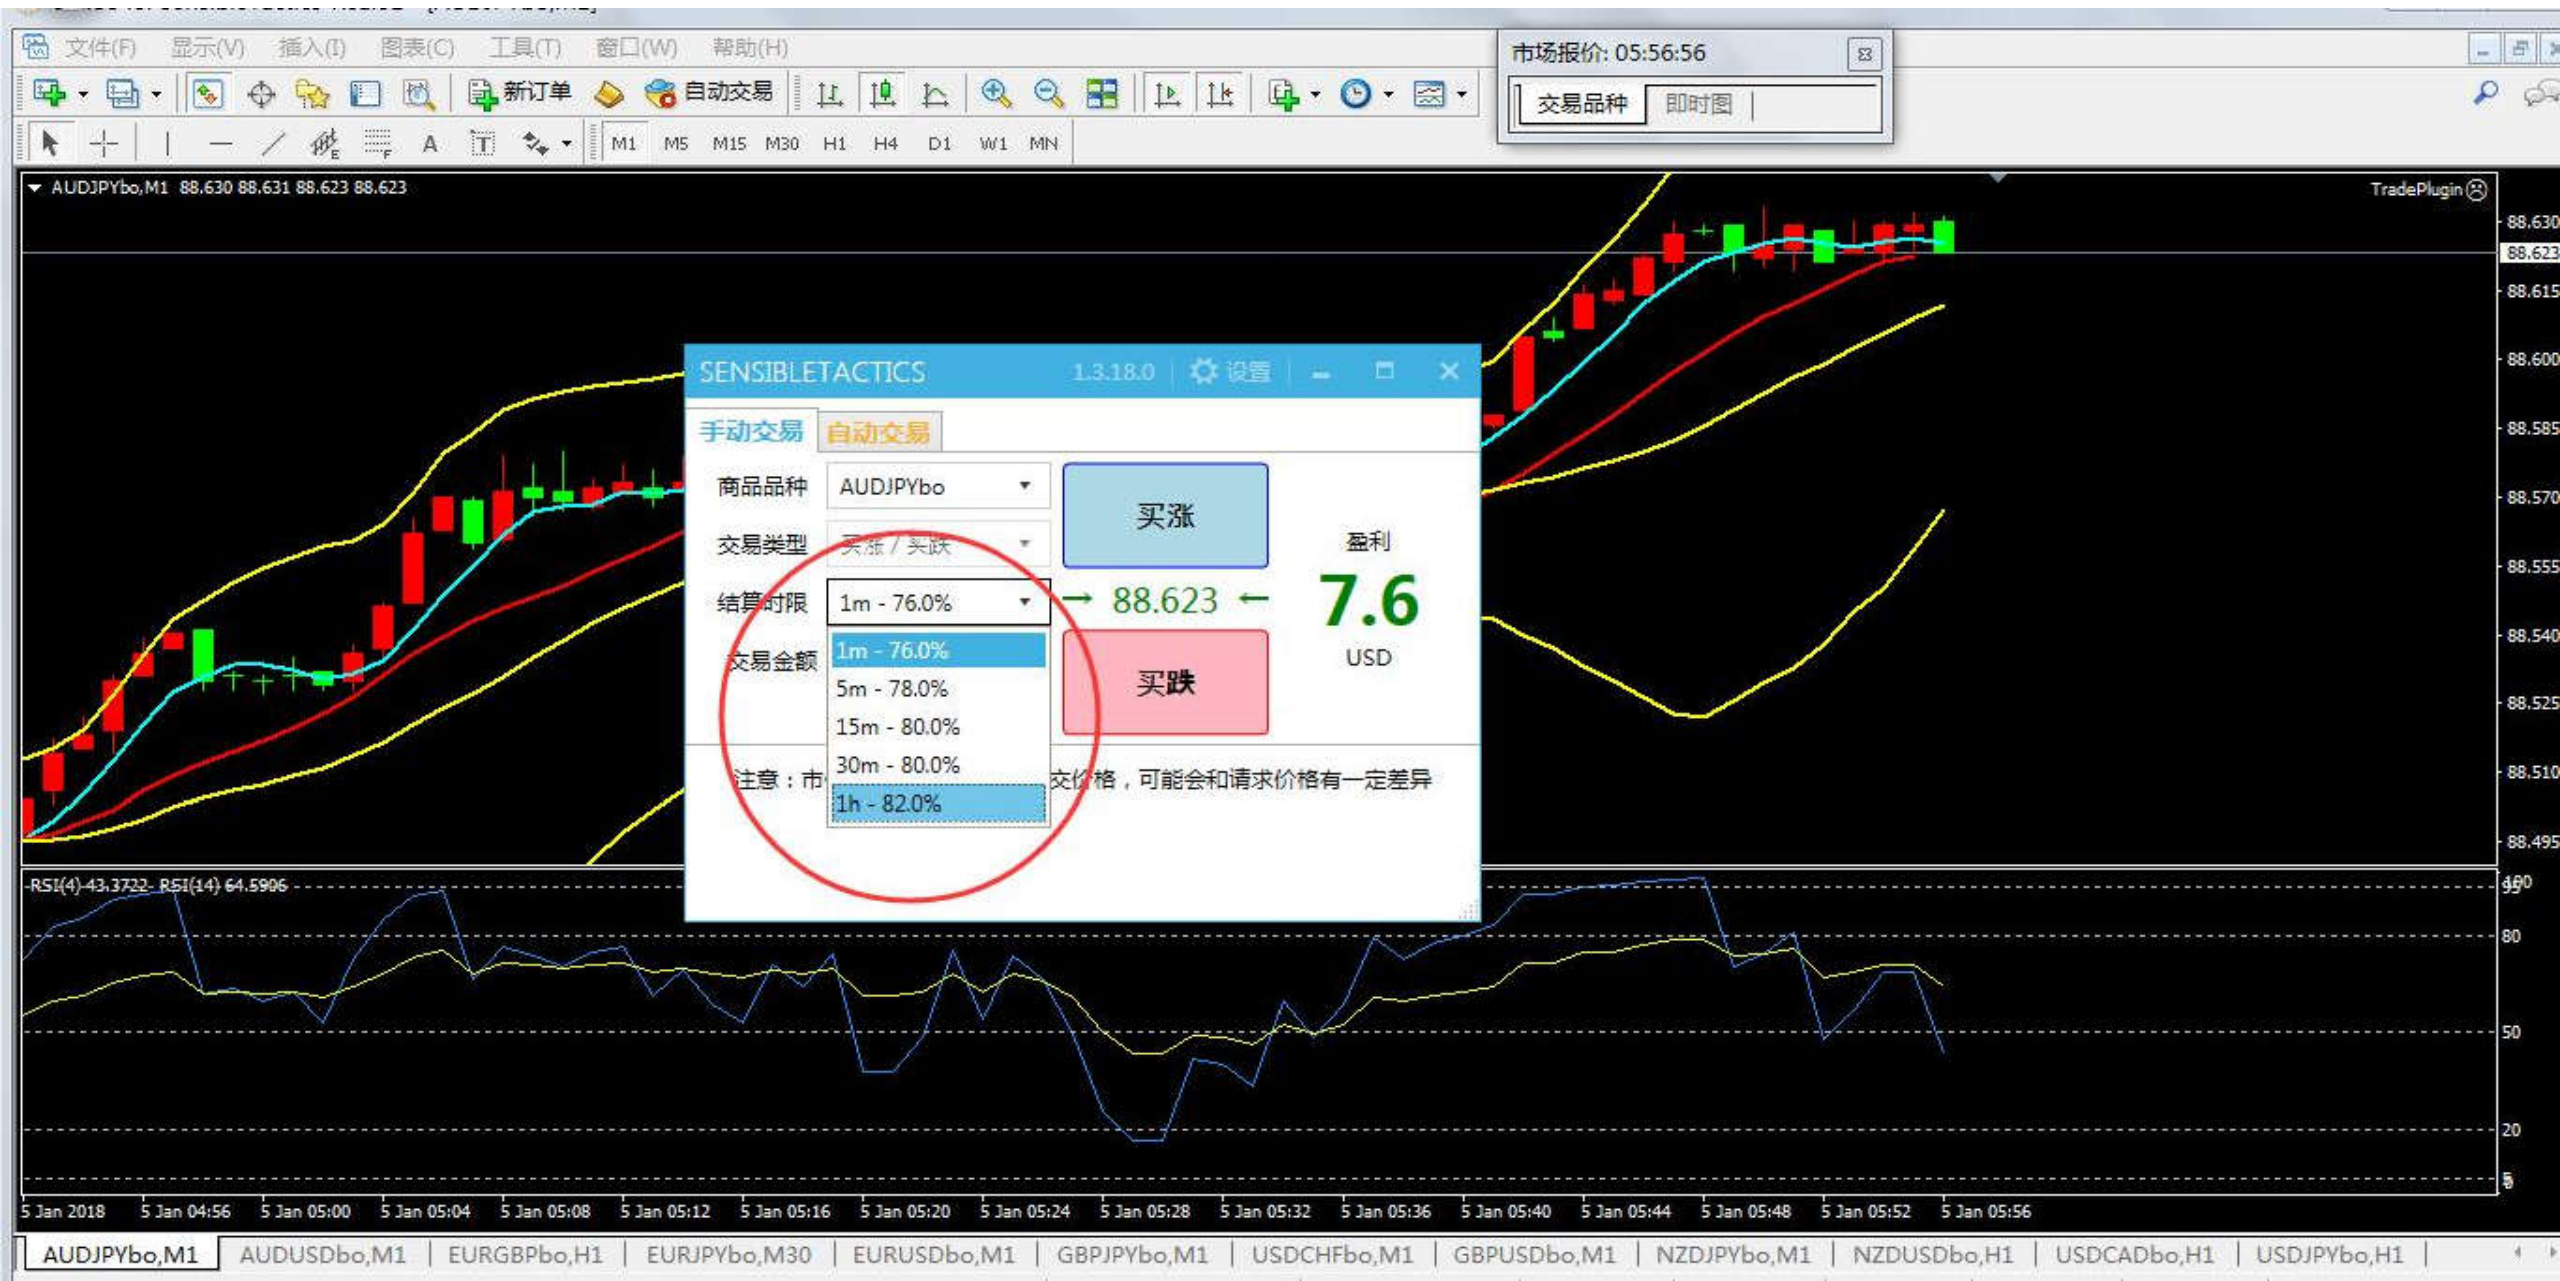 文件(F) 显示(V) 插入(I) 图表(C) 工具(T) 窗口(W) 帮助(H)
市场报价: 05:56:56
新订单 自动交易
交易品种 即时图
A T M1 M5 M15 M30 H1 H4 D1 W1 MN
AUDJPYbo,M1 88.630 88.631 88.623 88.623
TradePlugin
88.630
88.623
88.615
88.600
88.585
88.570
88.555
88.540
88.525
88.510
88.495
SENSIBLETACTICS 1.3.18.0 设置
手动交易 自动交易
商品品种 AUDJPYbo
买涨
交易类型 买涨 / 买跌
盈利
结算时限 1m - 76.0%
88.623
7.6
USD
交易金额
买跌
1m - 76.0%
5m - 78.0%
15m - 80.0%
30m - 80.0%
1h - 82.0%
注意：市 交价格，可能会和请求价格有一定差异
RSI(4) 43.3722 RSI(14) 64.5906
80
50
20
5 Jan 2018 5 Jan 04:56 5 Jan 05:00 5 Jan 05:04 5 Jan 05:08 5 Jan 05:12 5 Jan 05:16 5 Jan 05:20 5 Jan 05:24 5 Jan 05:28 5 Jan 05:32 5 Jan 05:36 5 Jan 05:40 5 Jan 05:44 5 Jan 05:48 5 Jan 05:52 5 Jan 05:56
AUDJPYbo,M1 AUDUSDbo,M1 EURGBPbo,H1 EURJPYbo,M30 EURUSDbo,M1 GBPJPYbo,M1 USDCHFbo,M1 GBPUSDbo,M1 NZDJPYbo,M1 NZDUSDbo,H1 USDCADbo,H1 USDJPYbo,H1